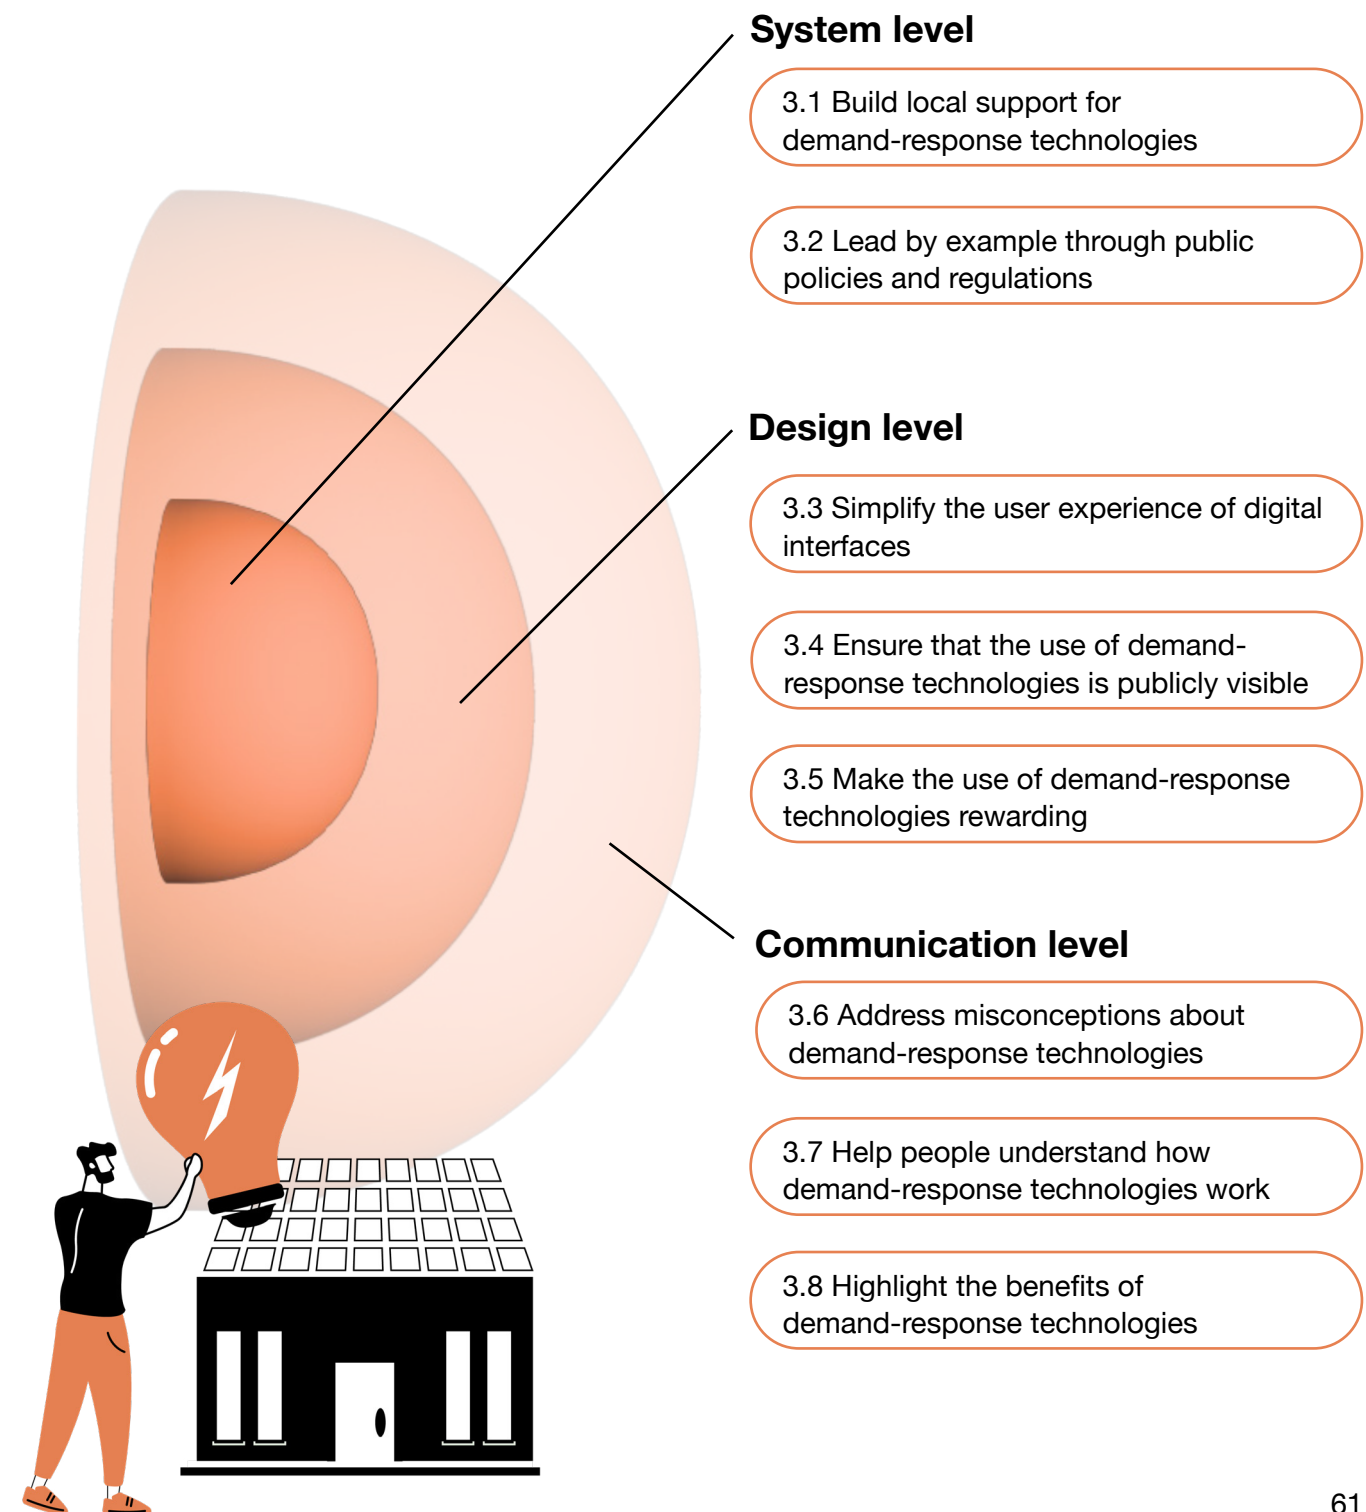 System level
3.1 Build local support for
demand-response technologies
3.2 Lead by example through public
policies and regulations
Design level
3.3 Simplify the user experience of digital
interfaces
3.4 Ensure that the use of demand-
response technologies is publicly visible
3.5 Make the use of demand-response
technologies rewarding
Communication level
3.6 Address misconceptions about
demand-response technologies
3.7 Help people understand how
demand-response technologies work
3.8 Highlight the benefits of
demand-response technologies
61